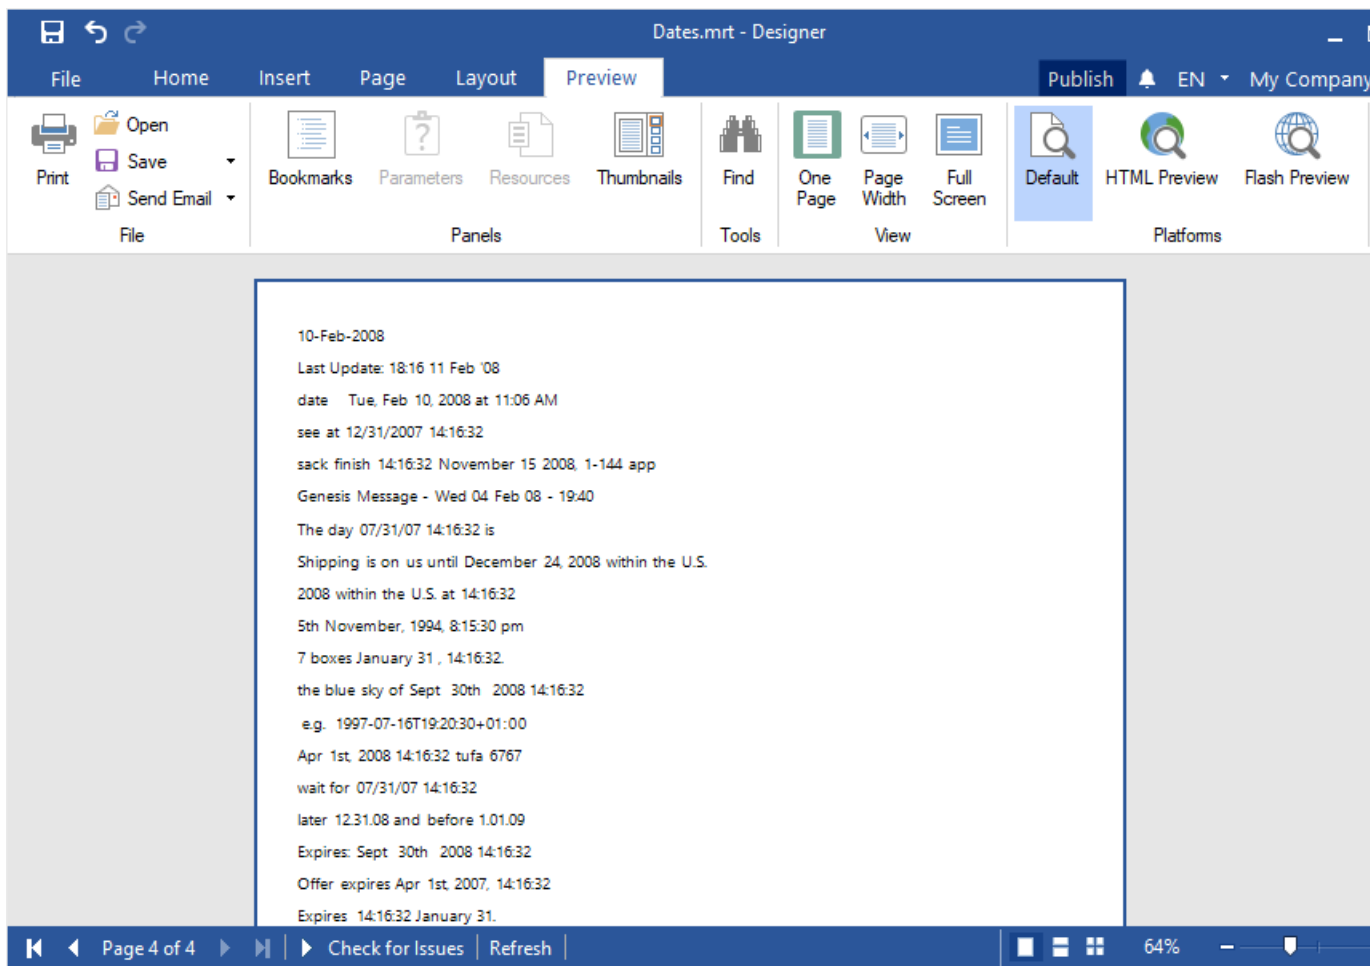 Dates.mrt - Designer
File Home Insert Page Layout Preview Publish EN My Company
Open
Save
Send Email
Print
Bookmarks Parameters Resources Thumbnails Find One Page Page Width Full Screen Default HTML Preview Flash Preview
File Panels Tools View Platforms
10-Feb-2008
Last Update: 18:16 11 Feb '08
date Tue, Feb 10, 2008 at 11:06 AM
see at 12/31/2007 14:16:32
sack finish 14:16:32 November 15 2008, 1-144 app
Genesis Message - Wed 04 Feb 08 - 19:40
The day 07/31/07 14:16:32 is
Shipping is on us until December 24, 2008 within the U.S.
2008 within the U.S. at 14:16:32
5th November, 1994, 8:15:30 pm
7 boxes January 31 , 14:16:32.
the blue sky of Sept 30th 2008 14:16:32
e.g. 1997-07-16T19:20:30+01:00
Apr 1st, 2008 14:16:32 tufa 6767
wait for 07/31/07 14:16:32
later 12.31.08 and before 1.01.09
Expires: Sept 30th 2008 14:16:32
Offer expires Apr 1st, 2007, 14:16:32
Expires 14:16:32 January 31.
Page 4 of 4 Check for Issues Refresh 64%